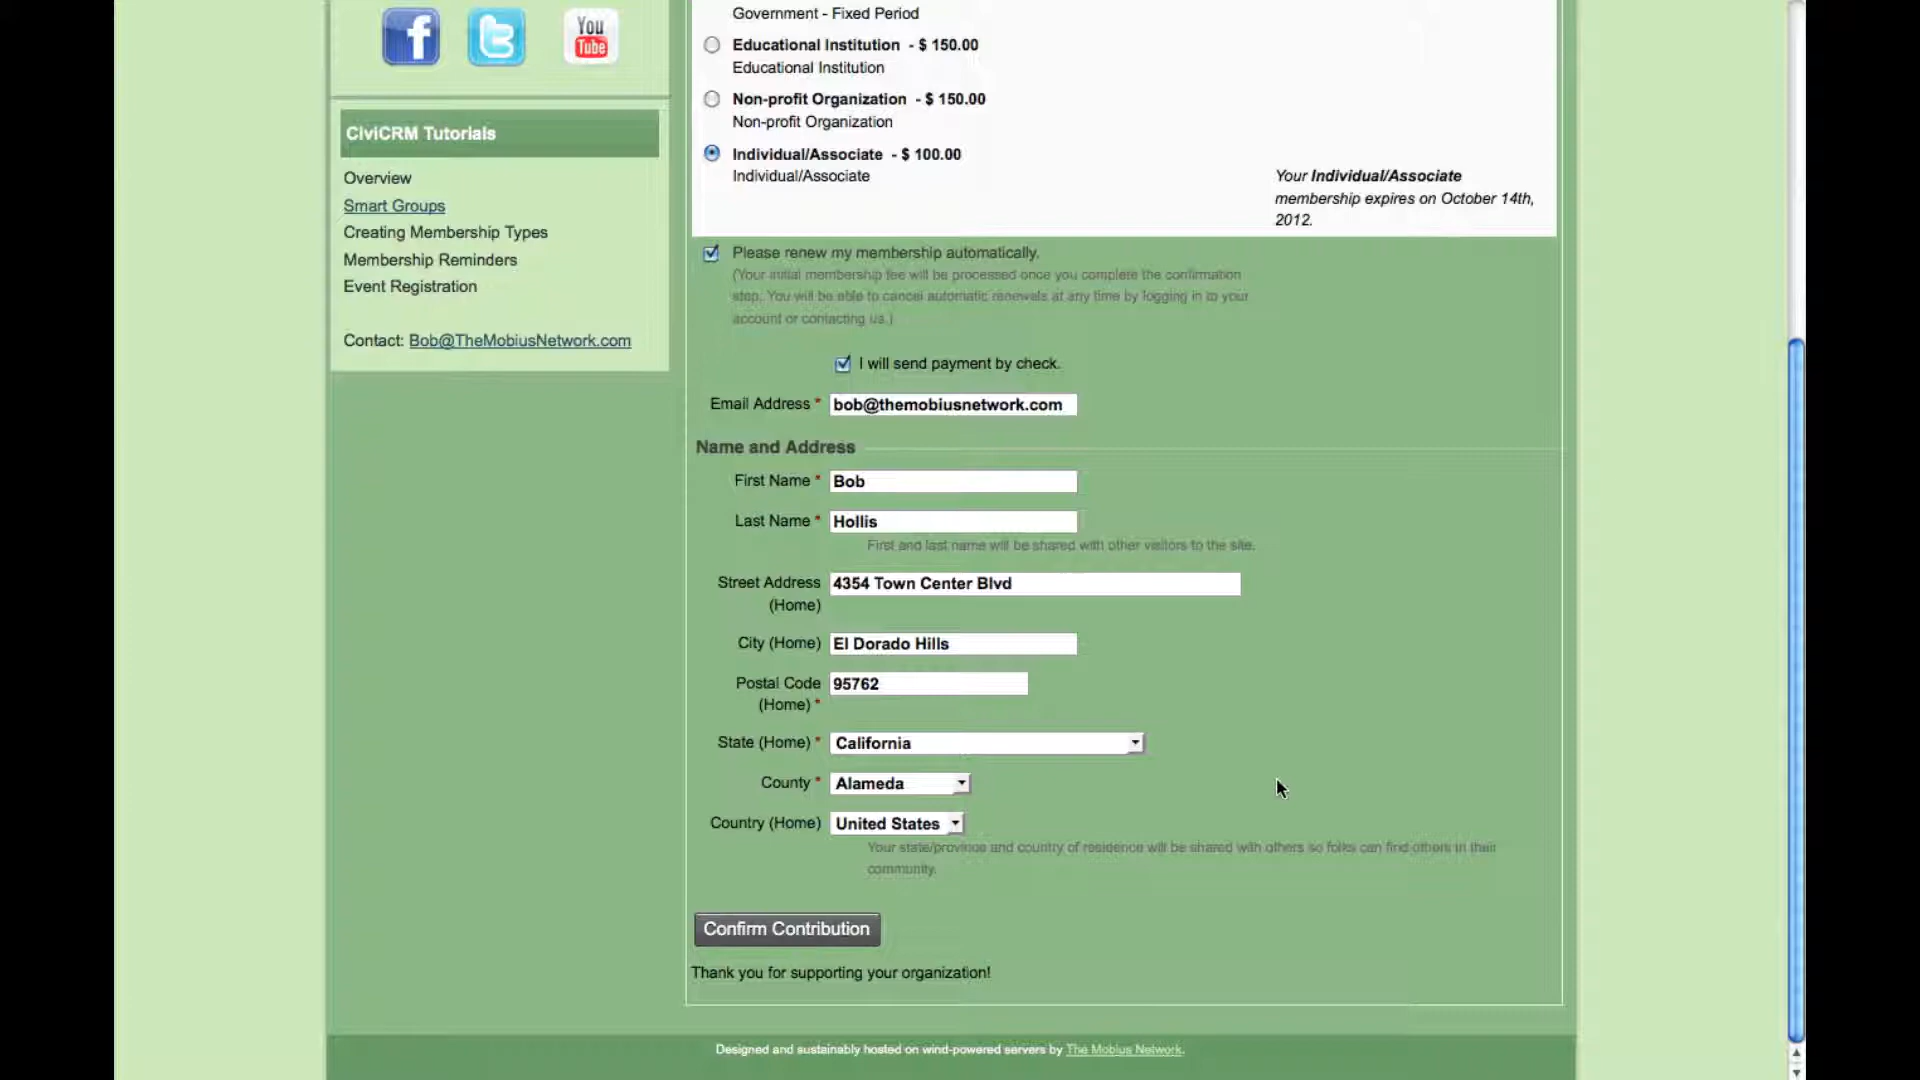 You
Tube
CiviCRM Tutorials
Overview
Smart Groups
Creating Membership Types
Membership Reminders
Event Registration
Contact: Bob@TheMobiusNetwork.com
Government - Fixed Period
Educational Institution - $ 150.00
Educational Institution
Non-profit Organization - $ 150.00
Non-profit Organization
Individual/Associate - $ 100.00
Individual/Associate
Your Individual/Associate
membership expires on October 14th,
2012.
Please renew my membership automatically.
(Your initial membership fee will be processed once you complete the confirmation
step. You will be able to cancel automatic renewals at any time by logging in to your
account or contacting us.)
I will send payment by check.
Email Address * bob@themobiusnetwork.com
Name and Address
First Name * Bob
Last Name * Hollis
First and last name will be shared with other visitors to the site.
Street Address 4354 Town Center Blvd
(Home)
City (Home) El Dorado Hills
Postal Code 95762
(Home) *
State (Home) * California
County * Alameda
Country (Home) United States
Your state/province and country of residence will be shared with others so folks can find others in their
community.
Confirm Contribution
Thank you for supporting your organization!
Designed and sustainably hosted on wind-powered servers by The Mobius Network.